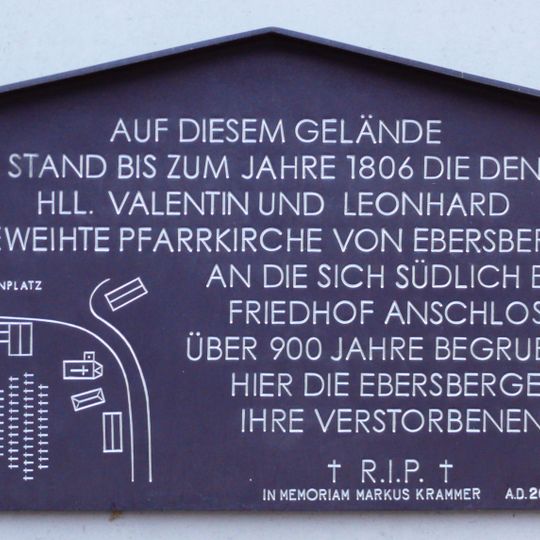 AUF DIESEM GELÄNDE
STAND BIS ZUM JAHRE 1806 DIE DEN
HLL. VALENTIN UND LEONHARD
EWEIHTE PFARRKIRCHE VON EBERSBER
AN DIE SICH SÜDLICH E
NPLATZ
FRIEDHOF ANSCHLOS
ÜBER 900 JAHRE BEGRUB
HIER DIE EBERSBERGE
IHRE VERSTORBENEN
✝ R.I.P. ✝
IN MEMORIAM MARKUS KRAMMER A.D. 20